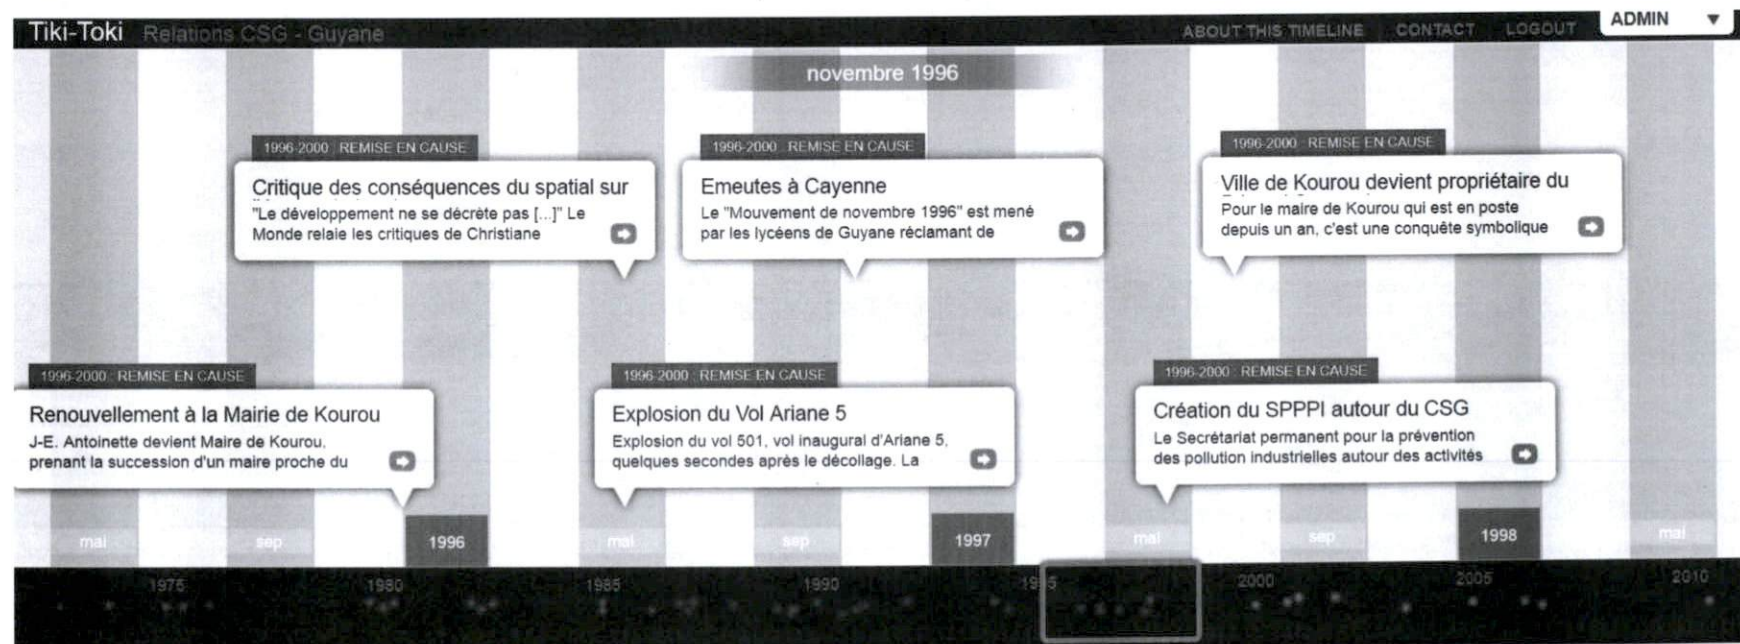 Tiki-Toki Relations CSG - Guyane
ABOUT THIS TIMELINE CONTACT LOGOUT ADMIN
novembre 1996
1996-2000 : REMISE EN CAUSE
Critique des conséquences du spatial sur
"Le développement ne se décrète pas [...]" Le
Monde relaie les critiques de Christiane
1996-2000 : REMISE EN CAUSE
Emeutes à Cayenne
Le "Mouvement de novembre 1996" est mené
par les lycéens de Guyane réclamant de
1996-2000 : REMISE EN CAUSE
Ville de Kourou devient propriétaire du
Pour le maire de Kourou qui est en poste
depuis un an, c'est une conquête symbolique
1996-2000 : REMISE EN CAUSE
Renouvellement à la Mairie de Kourou
J-E. Antoinette devient Maire de Kourou,
prenant la succession d'un maire proche du
1996-2000 : REMISE EN CAUSE
Explosion du Vol Ariane 5
Explosion du vol 501, vol inaugural d'Ariane 5,
quelques secondes après le décollage. La
1996-2000 : REMISE EN CAUSE
Création du SPPPI autour du CSG
Le Secrétariat permanent pour la prévention
des pollution industrielles autour des activités
mai sep 1996 mai sep 1997 mai sep 1998 mai
1975 1980 1985 1990 1995 2000 2005 2010